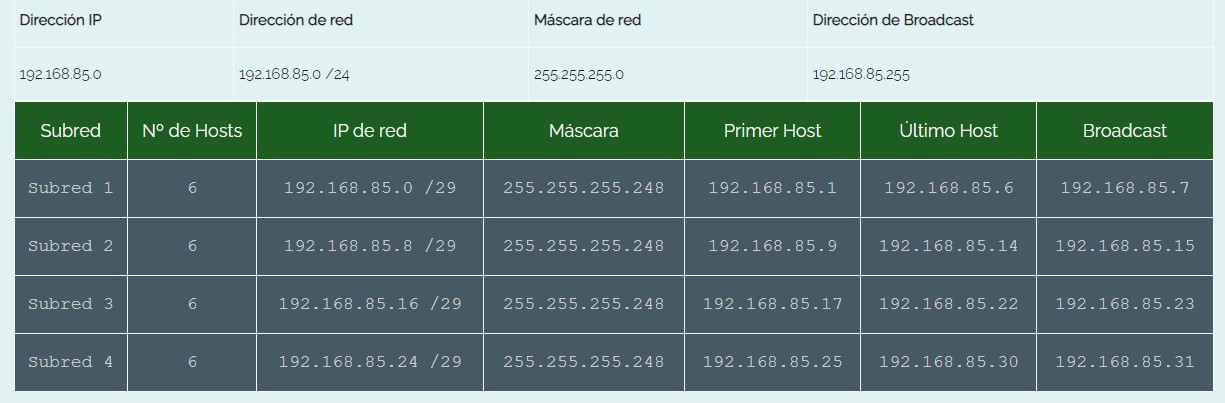 Dirección IP Dirección de red Máscara de red Dirección de Broadcast
192.168.85.0 192.168.85.0 /24 255.255.255.0 192.168.85.255
Subred Nº de Hosts IP de red Máscara Primer Host Último Host Broadcast
Subred 1 6 192.168.85.0 /29 255.255.255.248 192.168.85.1 192.168.85.6 192.168.85.7
Subred 2 6 192.168.85.8 /29 255.255.255.248 192.168.85.9 192.168.85.14 192.168.85.15
Subred 3 6 192.168.85.16 /29 255.255.255.248 192.168.85.17 192.168.85.22 192.168.85.23
Subred 4 6 192.168.85.24 /29 255.255.255.248 192.168.85.25 192.168.85.30 192.168.85.31